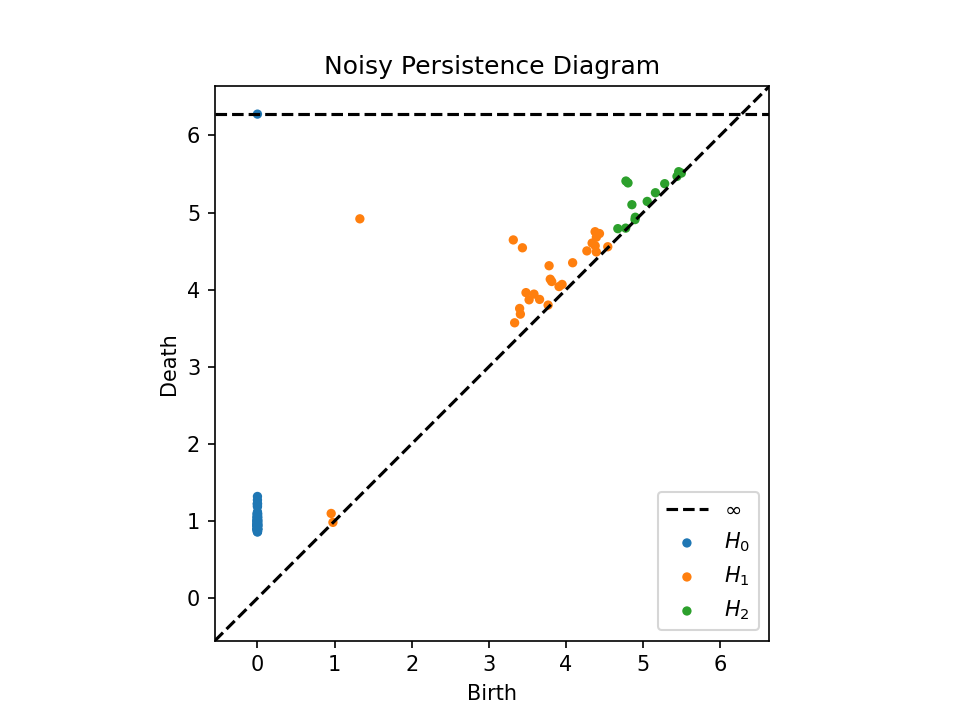 Noisy Persistence Diagram
Death
6
5
4
3
2
1
0
∞
H₀
H₁
H₂
0 1 2 3 4 5 6
Birth